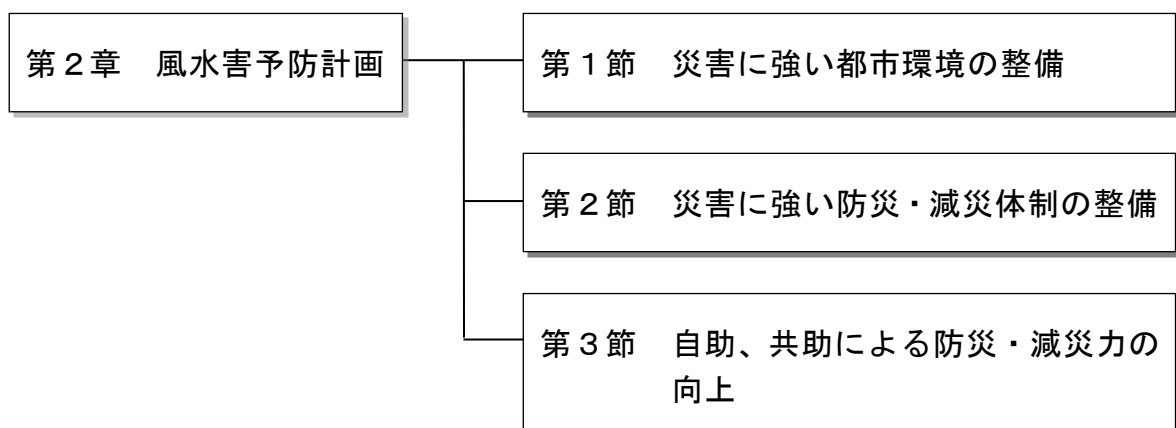 第２章　風水害予防計画
第１節　災害に強い都市環境の整備
第２節　災害に強い防災・減災体制の整備
第３節　自助、共助による防災・減災力の
向上